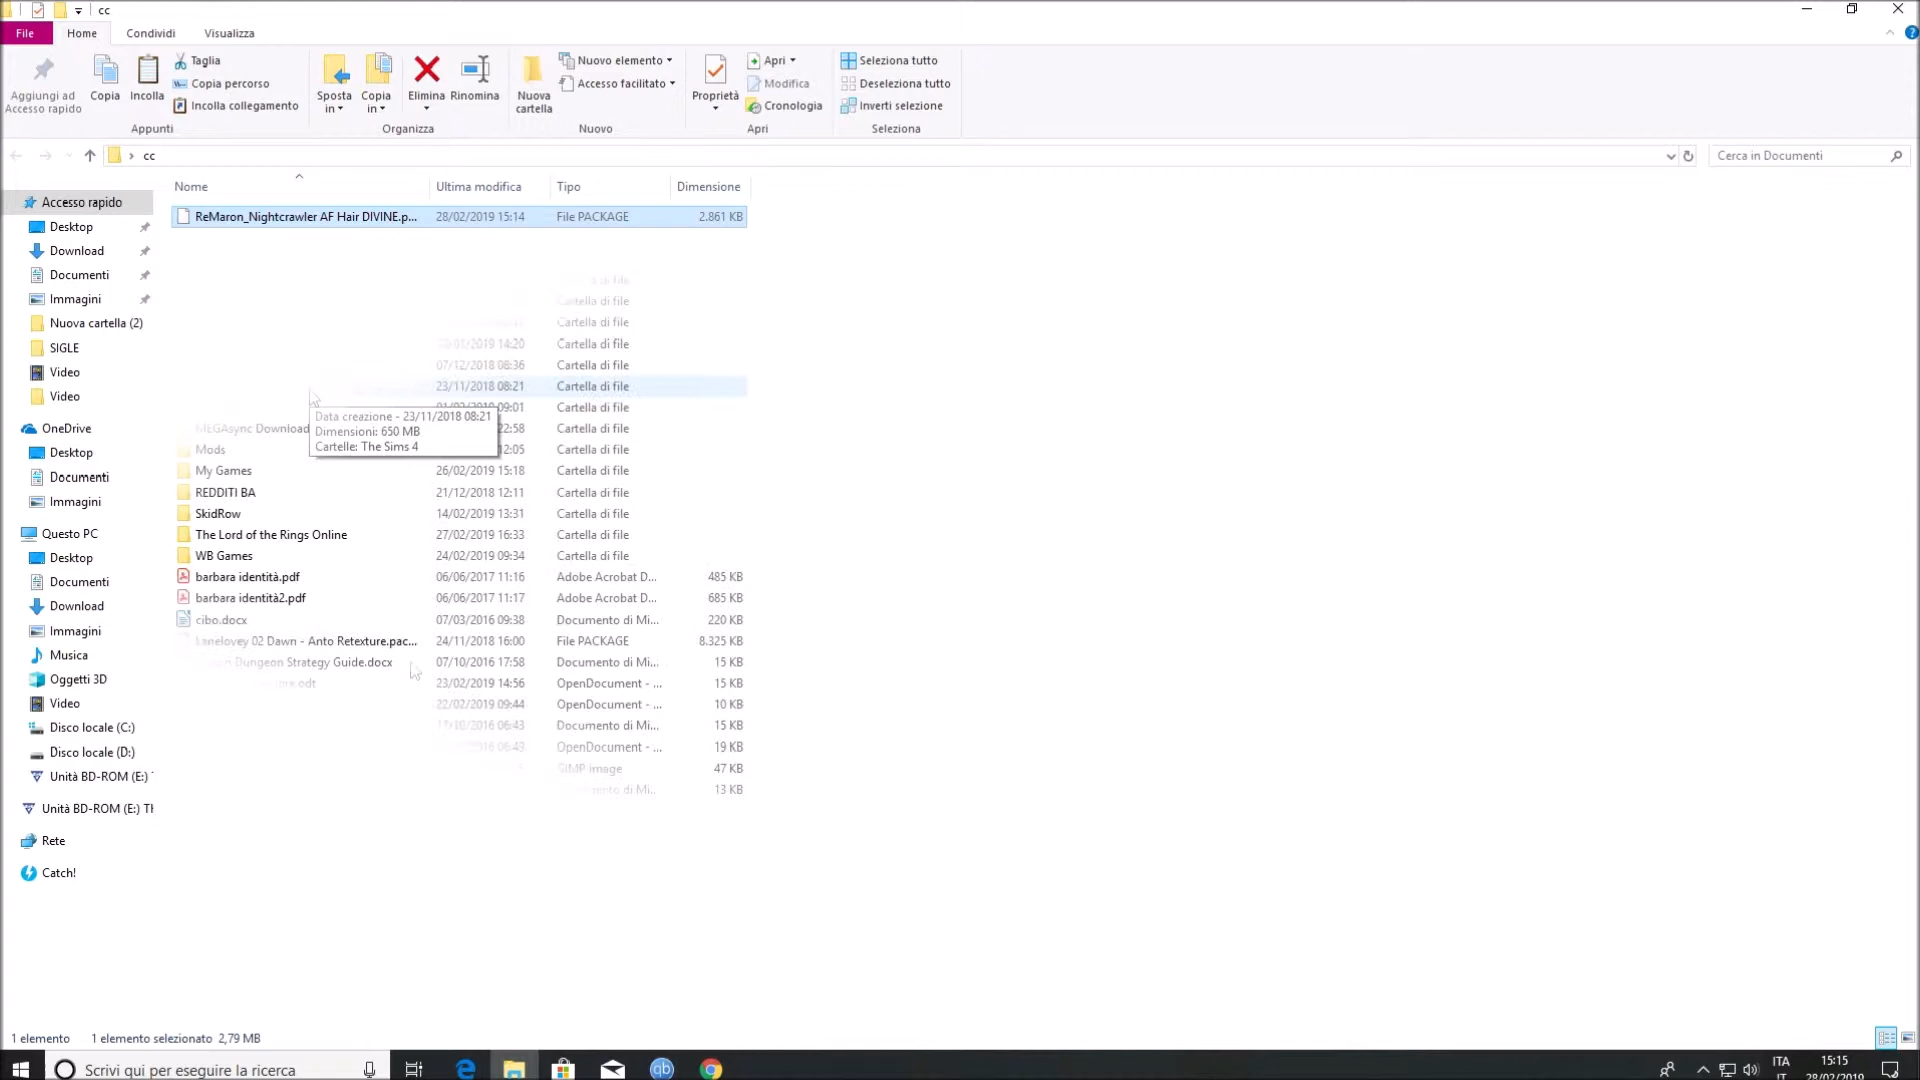 cc
File Home Condividi Visualizza
Aggiungi ad Accesso rapido
Copia
Incolla
Taglia
Copia percorso
Incolla collegamento
Appunti
Sposta in
Copia in
Elimina
Rinomina
Organizza
Nuova cartella
Nuovo elemento
Accesso facilitato
Nuovo
Proprietà
Apri
Modifica
Cronologia
Apri
Seleziona tutto
Deseleziona tutto
Inverti selezione
Seleziona
cc
Cerca in Documenti
Nome Ultima modifica Tipo Dimensione
ReMaron_Nightcrawler AF Hair DIVINE.p... 28/02/2019 15:14 File PACKAGE 2.861 KB
Cartella di file
Cartella di file
/01/2019 14:20 Cartella di file
07/12/2018 08:36 Cartella di file
23/11/2018 08:21 Cartella di file
09:01 Cartella di file
Data creazione - 23/11/2018 08:21
Dimensioni: 650 MB
Cartelle: The Sims 4
MEGAsync Download 22:58 Cartella di file
Mods 12:05 Cartella di file
My Games 26/02/2019 15:18 Cartella di file
REDDITI BA 21/12/2018 12:11 Cartella di file
SkidRow 14/02/2019 13:31 Cartella di file
The Lord of the Rings Online 27/02/2019 16:33 Cartella di file
WB Games 24/02/2019 09:34 Cartella di file
barbara identità.pdf 06/06/2017 11:16 Adobe Acrobat D... 485 KB
barbara identità2.pdf 06/06/2017 11:17 Adobe Acrobat D... 685 KB
cibo.docx 07/03/2016 09:38 Documento di Mi... 220 KB
02 Dawn - Anto Retexture.pac... 24/11/2018 16:00 File PACKAGE 8.325 KB
Dungeon Strategy Guide.docx 07/10/2016 17:58 Documento di Mi... 15 KB
.odt 23/02/2019 14:56 OpenDocument - ... 15 KB
22/02/2019 09:44 OpenDocument - ... 10 KB
/2016 06:43 Documento di Mi... 15 KB
2016 06:49 OpenDocument - ... 19 KB
GIMP image 47 KB
di Mi... 13 KB
Accesso rapido
Desktop
Download
Documenti
Immagini
Nuova cartella (2)
SIGLE
Video
Video
OneDrive
Desktop
Documenti
Immagini
Questo PC
Desktop
Documenti
Download
Immagini
Musica
Oggetti 3D
Video
Disco locale (C:)
Disco locale (D:)
Unità BD-ROM (E:)
Unità BD-ROM (E:) TH
Rete
Catch!
1 elemento 1 elemento selezionato 2,79 MB
Scrivi qui per eseguire la ricerca
qb
ITA
IT
15:15
28/02/2019